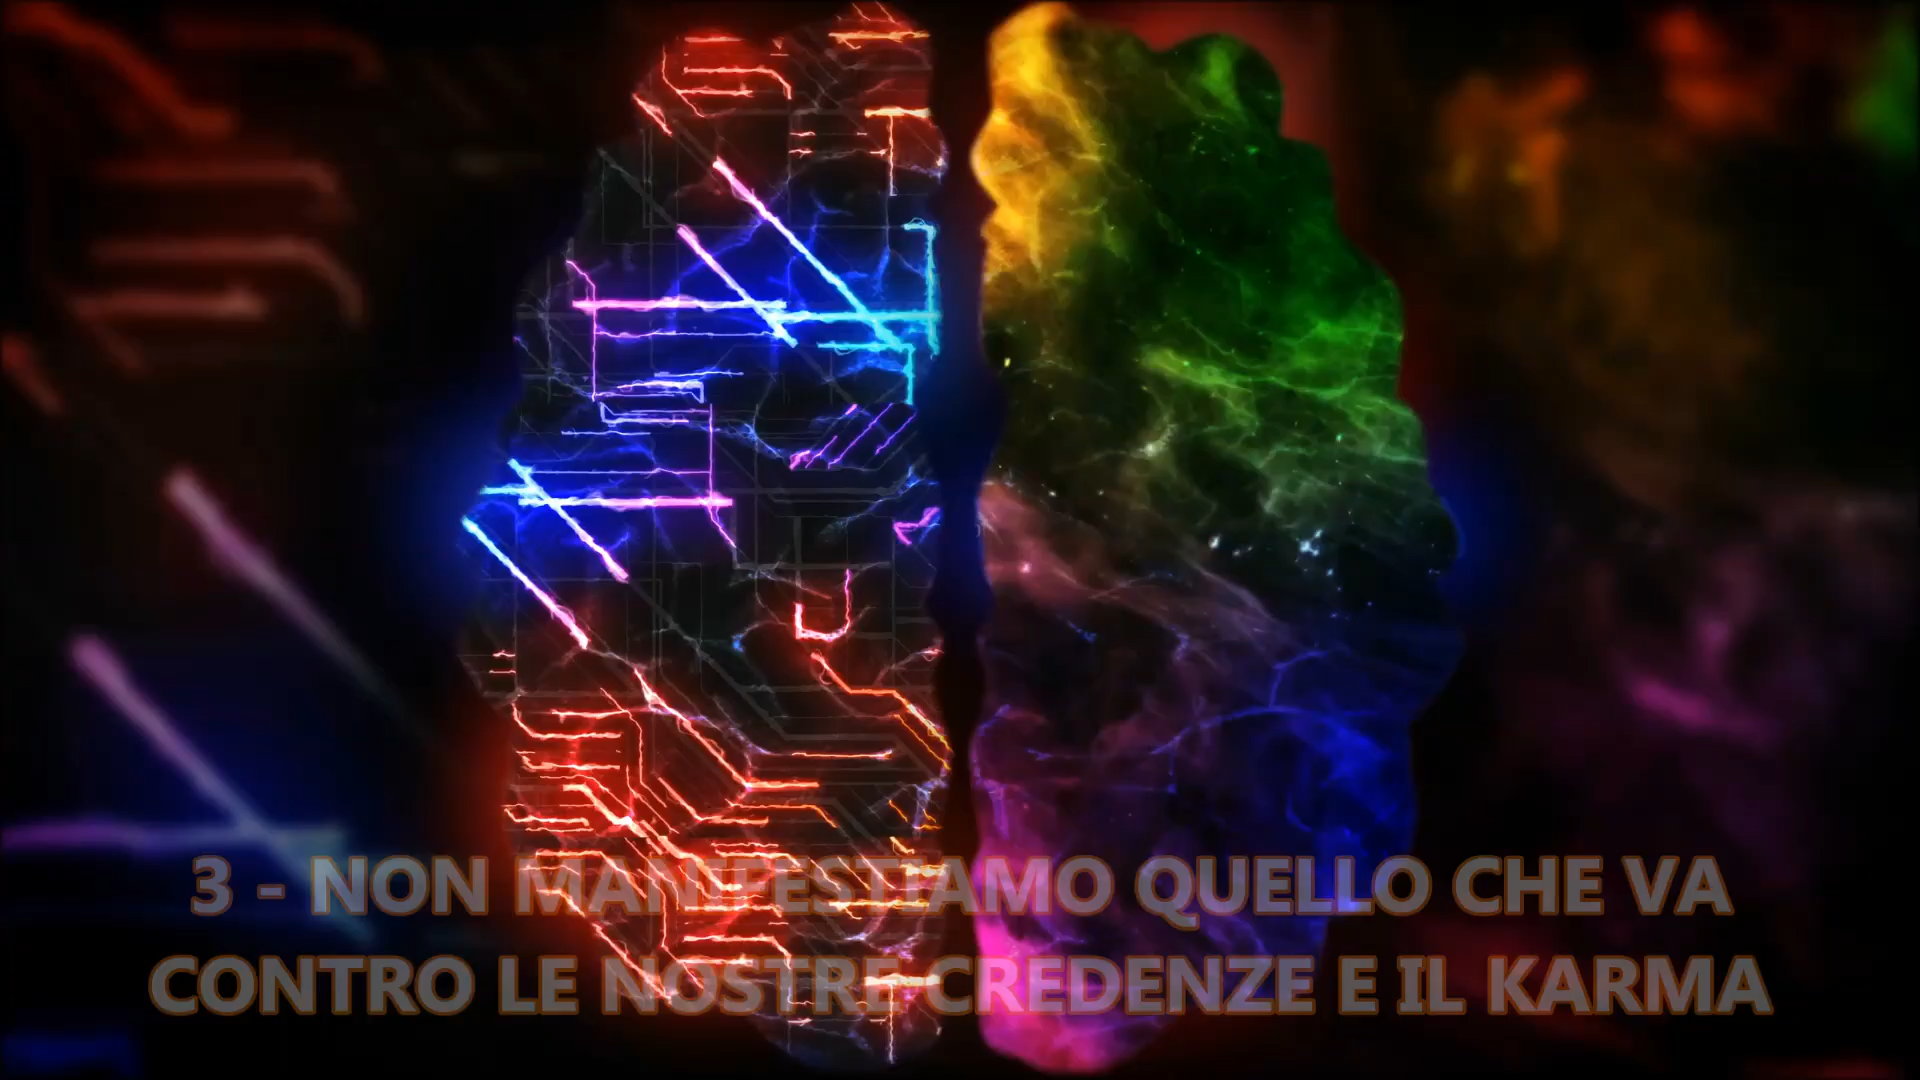 3 - NON MANIFESTIAMO QUELLO CHE VA
CONTRO LE NOSTRE CREDENZE E IL KARMA